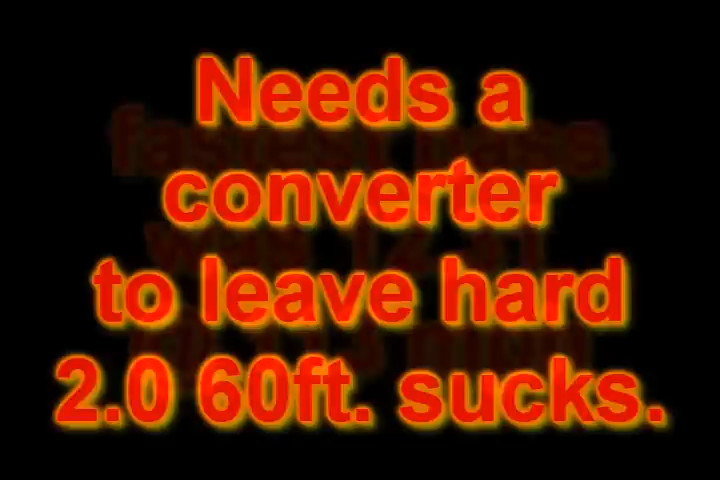 Needs a
converter
to leave hard
2.0 60ft. sucks.